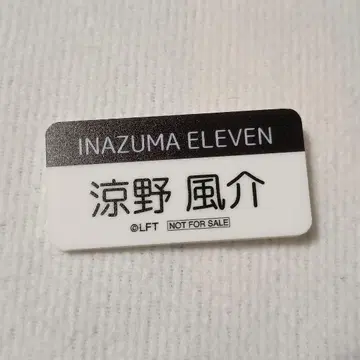 INAZUMA ELEVEN
涼野 風介
©LFT NOT FOR SALE